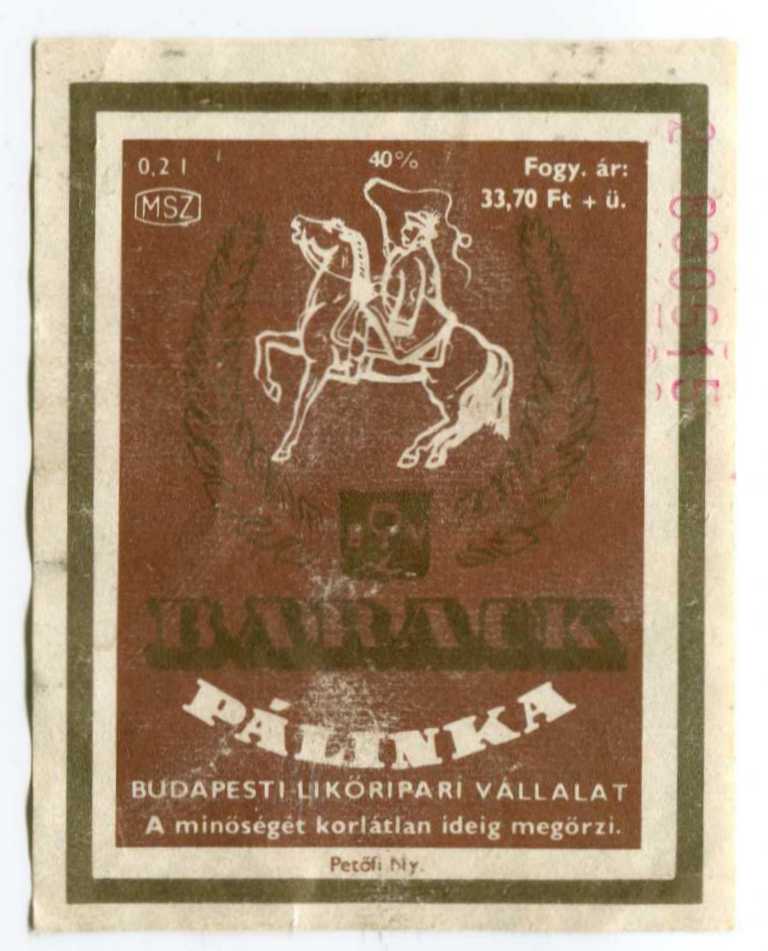 0,2 l
40%
Fogy. ár:
MSZ
33,70 Ft + ü.
BARACK
PÁLINKA
BUDAPESTI LIKŐRIPARI VÁLLALAT
A minőségét korlátlan ideig megőrzi.
Petőfi Ny.